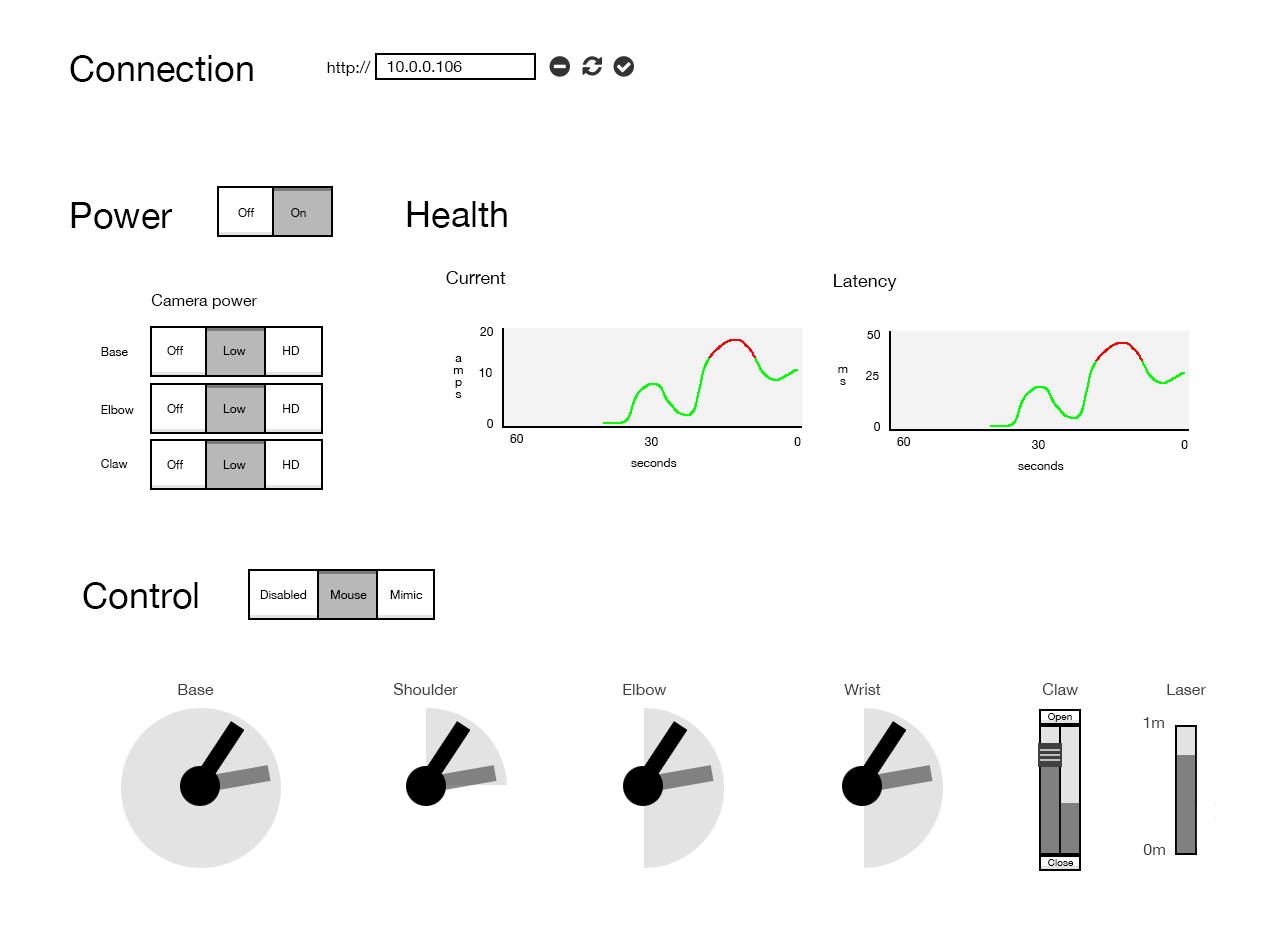 Connection
http:// 10.0.0.106
Power
Off On
Health
Camera power
Base Off Low HD
Elbow Off Low HD
Claw Off Low HD
Current
20
10
0
amps
60 30 0
seconds
Latency
50
25
0
ms
60 30 0
seconds
Control
Disabled Mouse Mimic
Base Shoulder Elbow Wrist Claw Laser
Open
Close
1m
0m